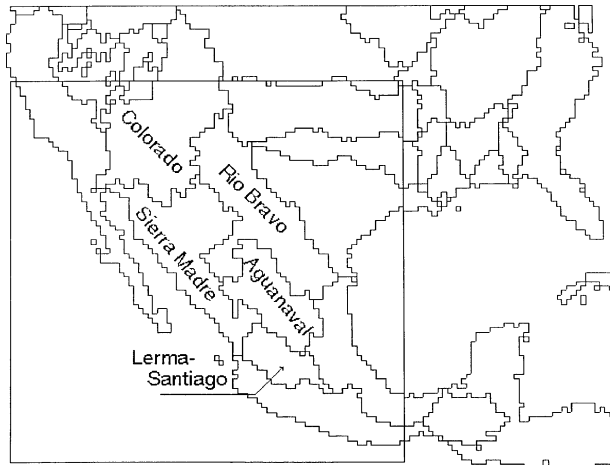 Colorado
Rio Bravo
Sierra Madre
Aguanaval
Lerma-
Santiago